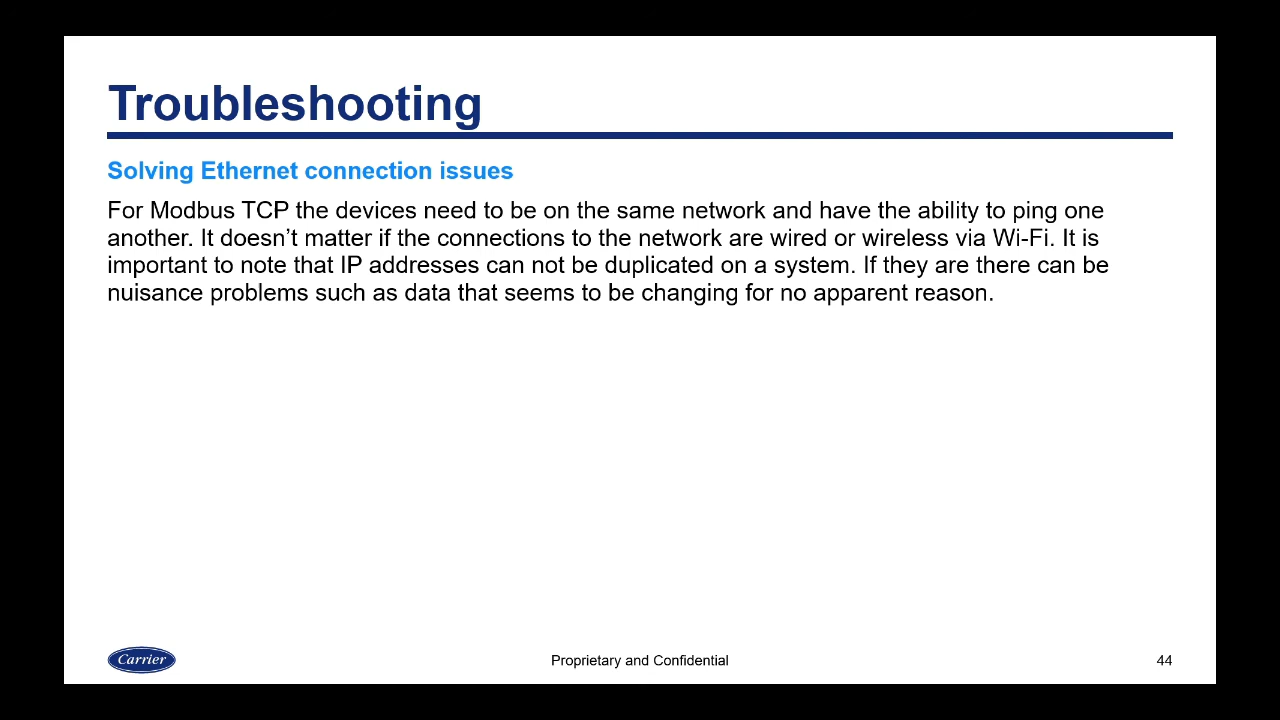 Troubleshooting
Solving Ethernet connection issues
For Modbus TCP the devices need to be on the same network and have the ability to ping one
another. It doesn’t matter if the connections to the network are wired or wireless via Wi-Fi. It is
important to note that IP addresses can not be duplicated on a system. If they are there can be
nuisance problems such as data that seems to be changing for no apparent reason.
Carrier
Proprietary and Confidential
44